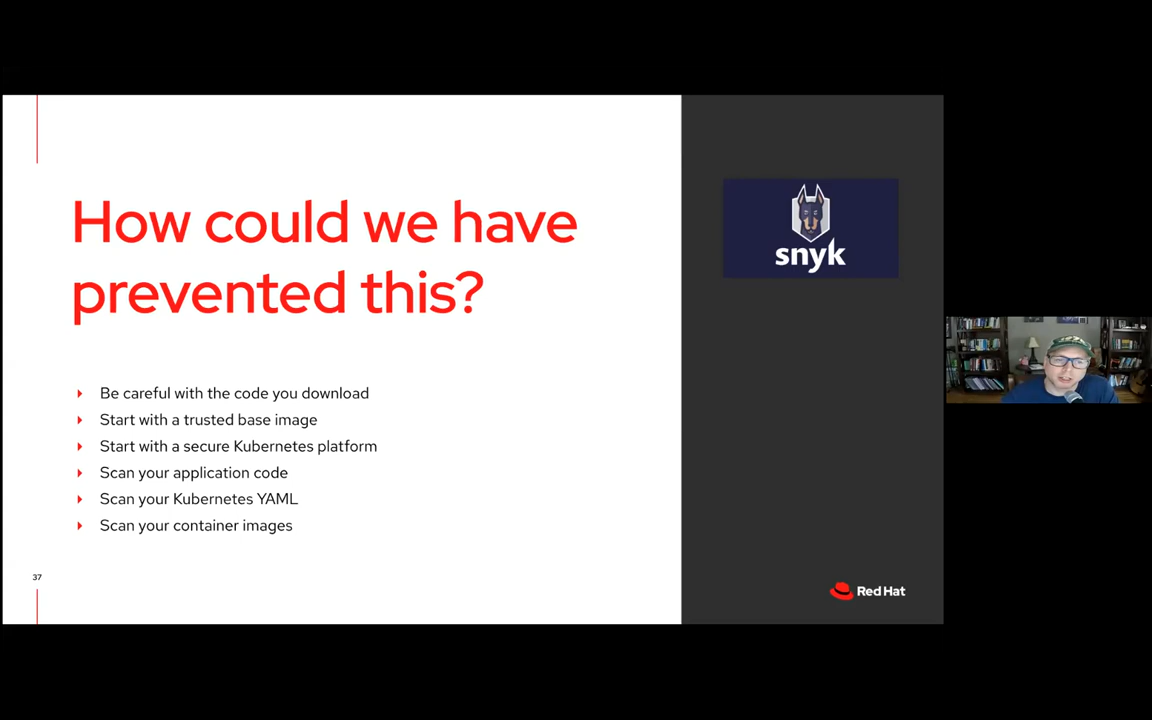 How could we have
prevented this?
Be careful with the code you download
Start with a trusted base image
Start with a secure Kubernetes platform
Scan your application code
Scan your Kubernetes YAML
Scan your container images
37
snyk
Red Hat